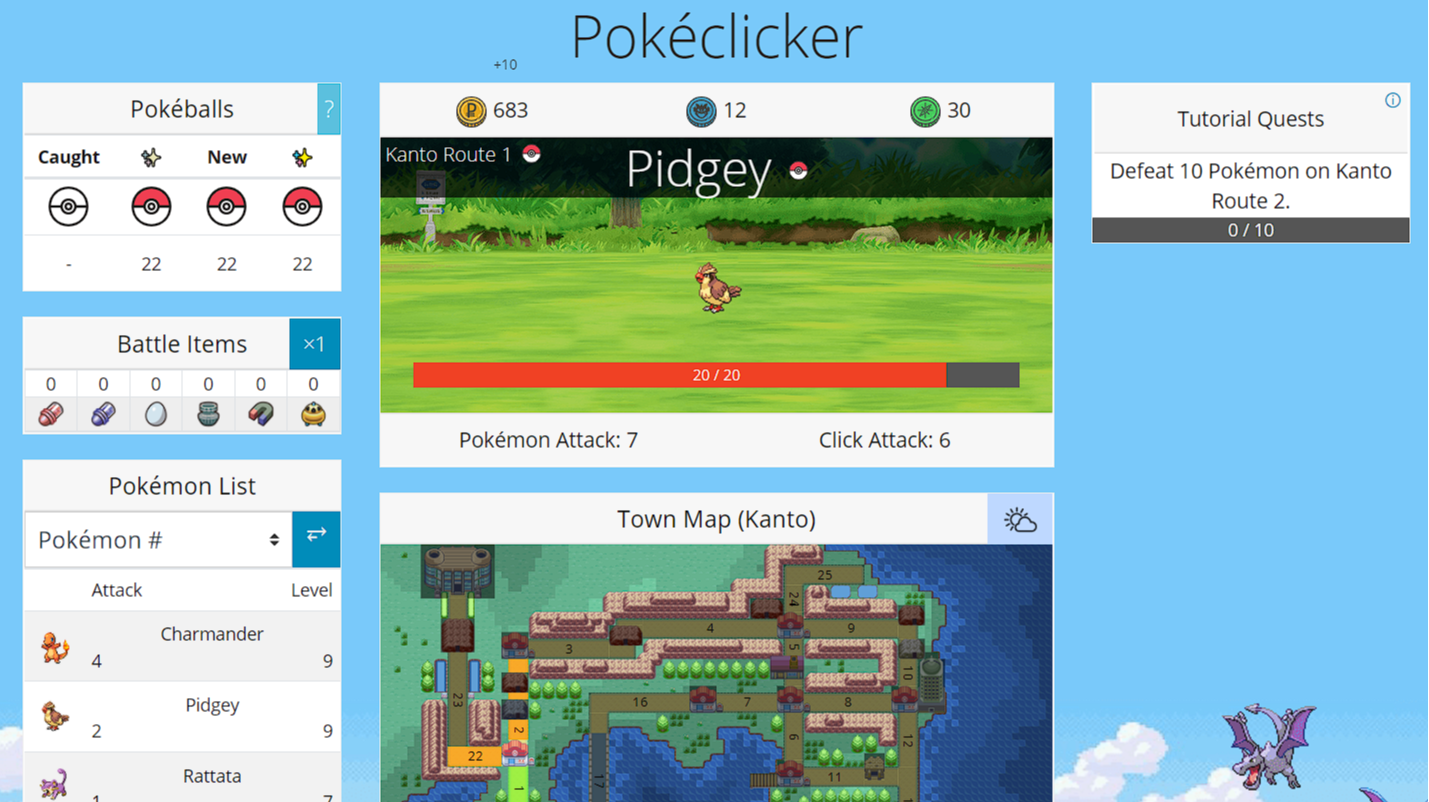 Pokéclicker
+10
Pokéballs
?
Caught New
- 22 22 22
Battle Items
×1
0 0 0 0 0 0
Pokémon List
Pokémon #
Attack Level
Charmander
4 9
Pidgey
2 9
Rattata
1 7
683 12 30
Kanto Route 1
Pidgey
20 / 20
Pokémon Attack: 7 Click Attack: 6
Town Map (Kanto)
25
24
4 9
3 5
10
23 16 7 8
2
6 12
22
17 11
1
Tutorial Quests
Defeat 10 Pokémon on Kanto
Route 2.
0 / 10